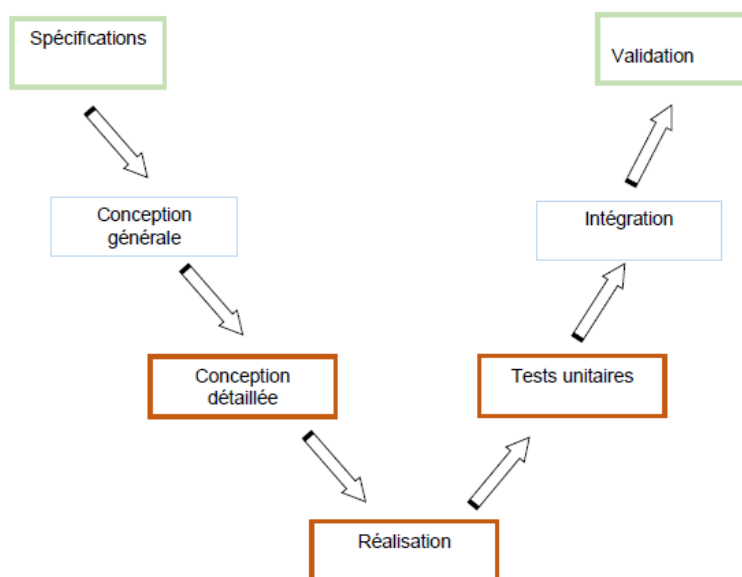 Spécifications
Validation
Conception
générale
Intégration
Conception
détaillée
Tests unitaires
Réalisation